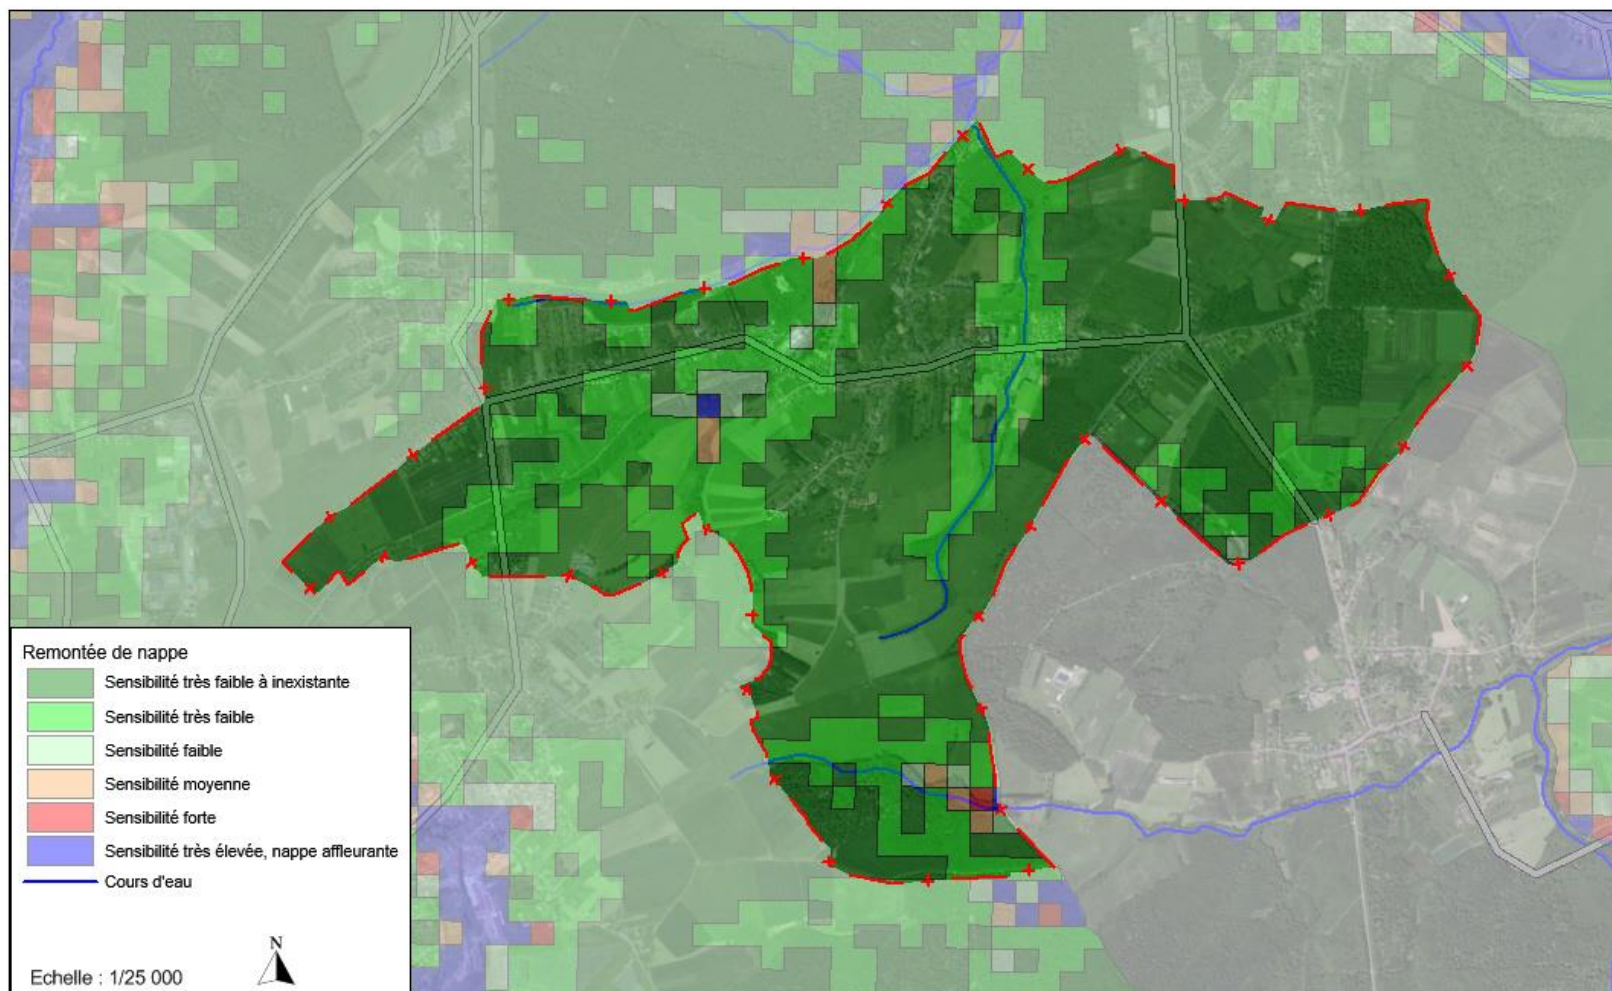 Remontée de nappe
Sensibilité très faible à inexistante
Sensibilité très faible
Sensibilité faible
Sensibilité moyenne
Sensibilité forte
Sensibilité très élevée, nappe affleurante
Cours d'eau
N
Echelle : 1/25 000